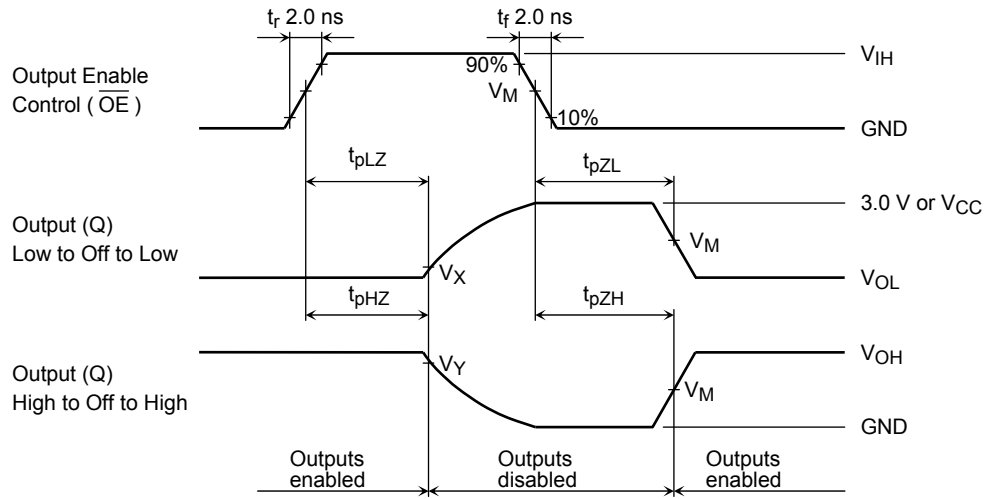 tr 2.0 ns
tf 2.0 ns
Output Enable
Control ( OE )
90%
VM
10%
VIH
GND
tpLZ
tpZL
Output (Q)
Low to Off to Low
3.0 V or VCC
VM
VX
VOL
tpHZ
tpZH
Output (Q)
High to Off to High
VY
VOH
VM
GND
Outputs
enabled
Outputs
disabled
Outputs
enabled